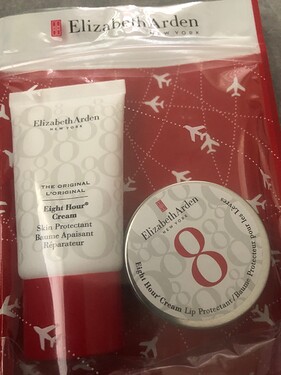 Elizabeth Arden
NEW YORK
Elizabeth Arden
NEW YORK
THE ORIGINAL
L'ORIGINAL
Eight Hour®
Cream
Skin Protectant
Baume Apaisant
Réparateur
Elizabeth Arden
NEW YORK
8
Eight Hour Cream Lip Protectant/Baume Protecteur pour les Lèvres